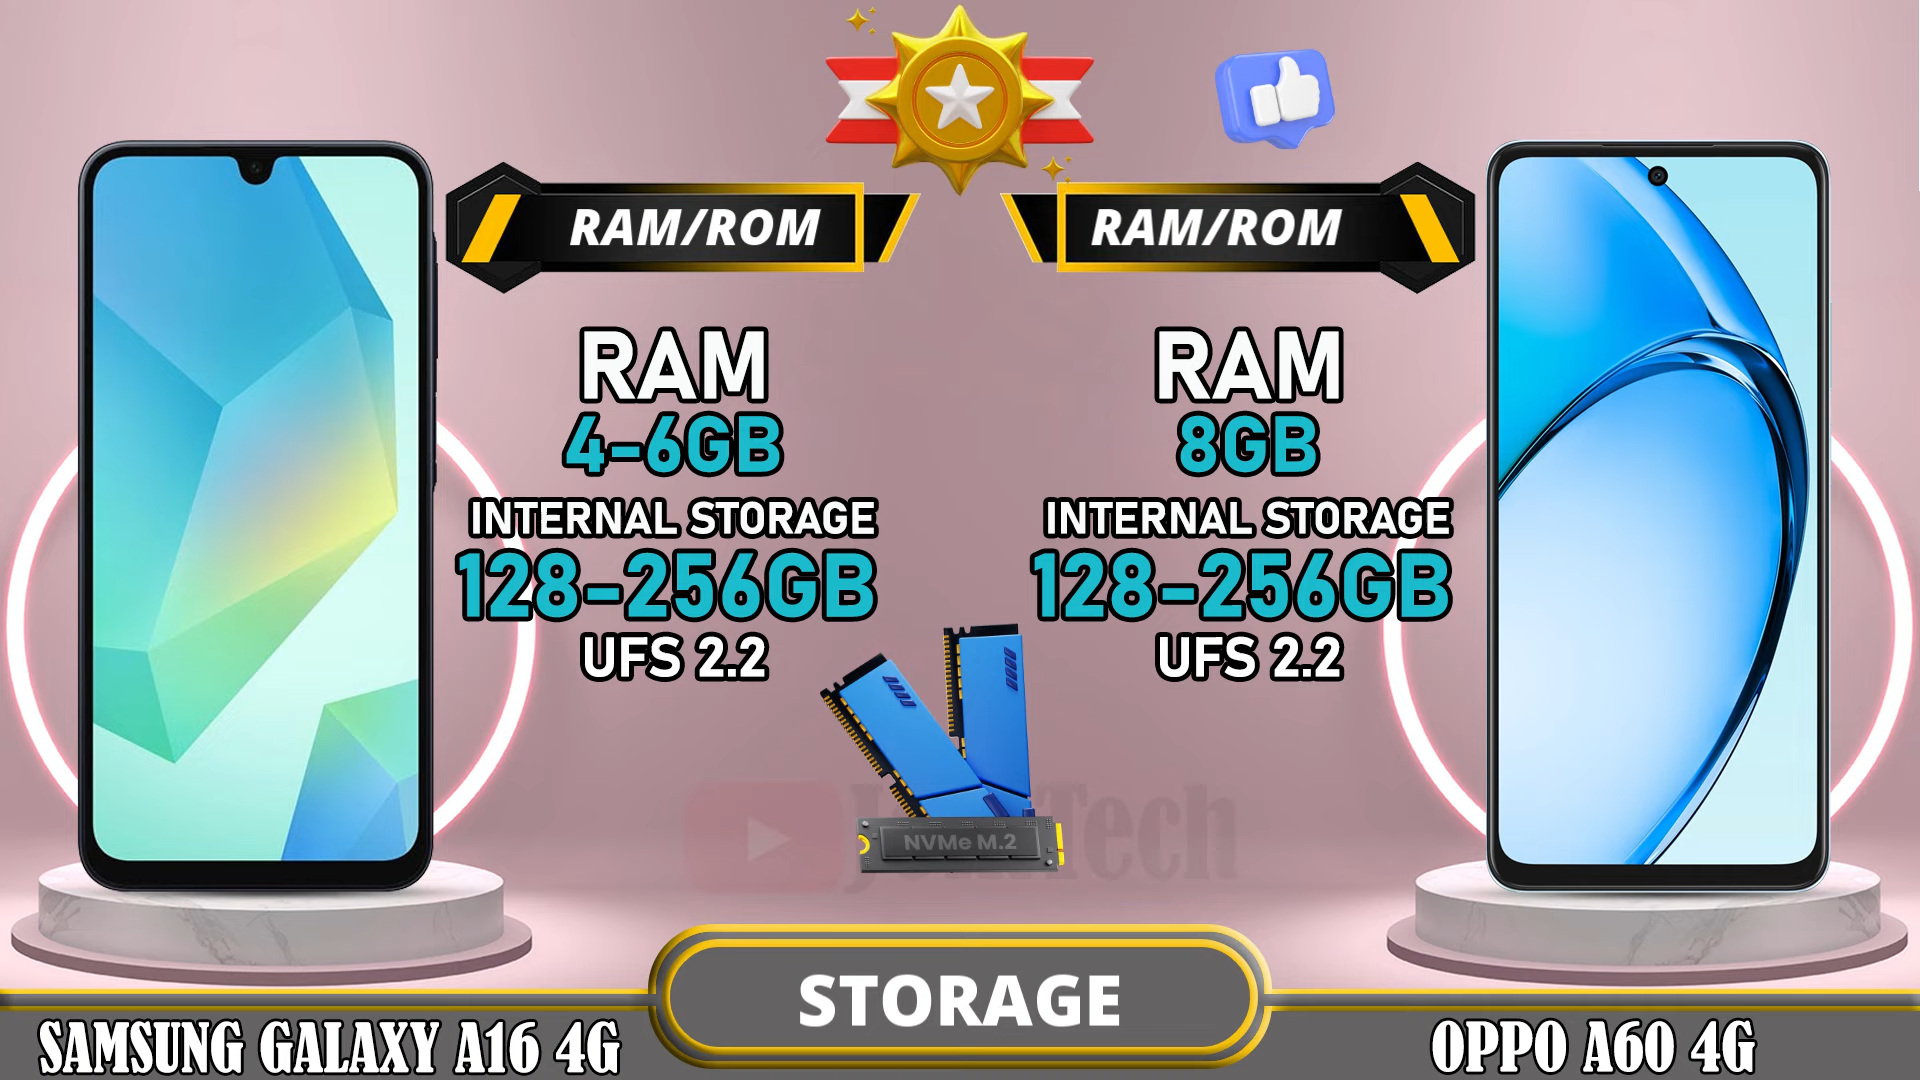 RAM/ROM
RAM/ROM
RAM
4-6GB
INTERNAL STORAGE
128-256GB
UFS 2.2
RAM
8GB
INTERNAL STORAGE
128-256GB
UFS 2.2
NVMe M.2
Tech
STORAGE
SAMSUNG GALAXY A16 4G
OPPO A60 4G